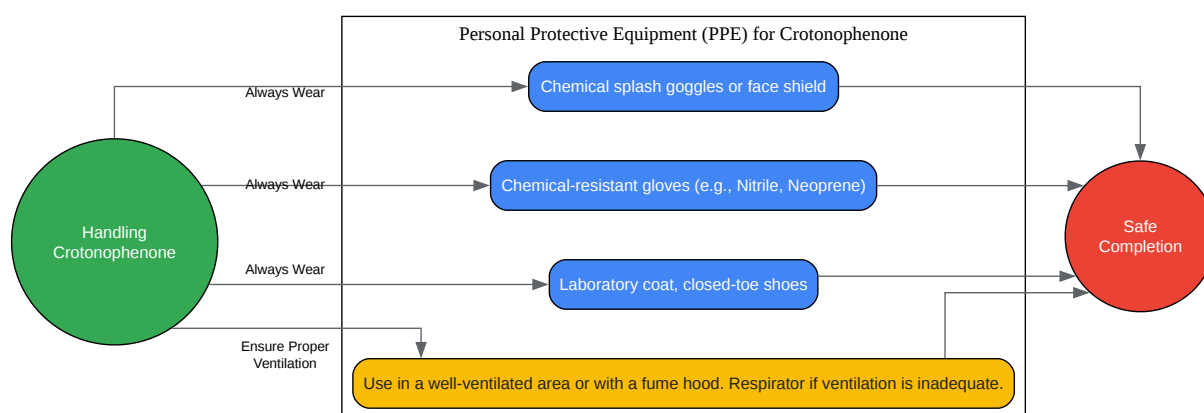 Personal Protective Equipment (PPE) for Crotonophenone
Chemical splash goggles or face shield
Always Wear
Chemical-resistant gloves (e.g., Nitrile, Neoprene)
Always Wear
Handling
Crotonophenone
Safe
Completion
Always Wear
Laboratory coat, closed-toe shoes
Ensure Proper
Ventilation
Use in a well-ventilated area or with a fume hood. Respirator if ventilation is inadequate.